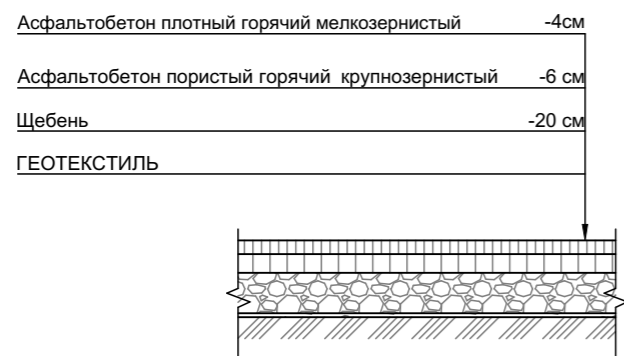 Асфальтобетон плотный горячий мелкозернистый -4см
Асфальтобетон пористый горячий крупнозернистый -6 см
Щебень -20 см
ГЕОТЕКСТИЛЬ